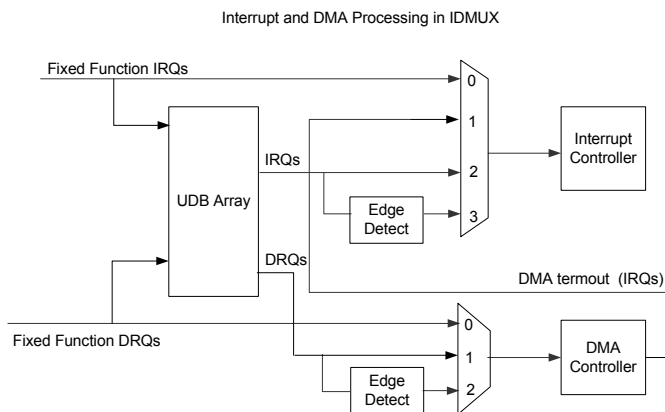 Interrupt and DMA Processing in IDMUX
Fixed Function IRQs
0
1
2
3
Interrupt
Controller
UDB Array
IRQs
Edge
Detect
DRQs
DMA termout (IRQs)
Fixed Function DRQs
0
1
2
Edge
Detect
DMA
Controller